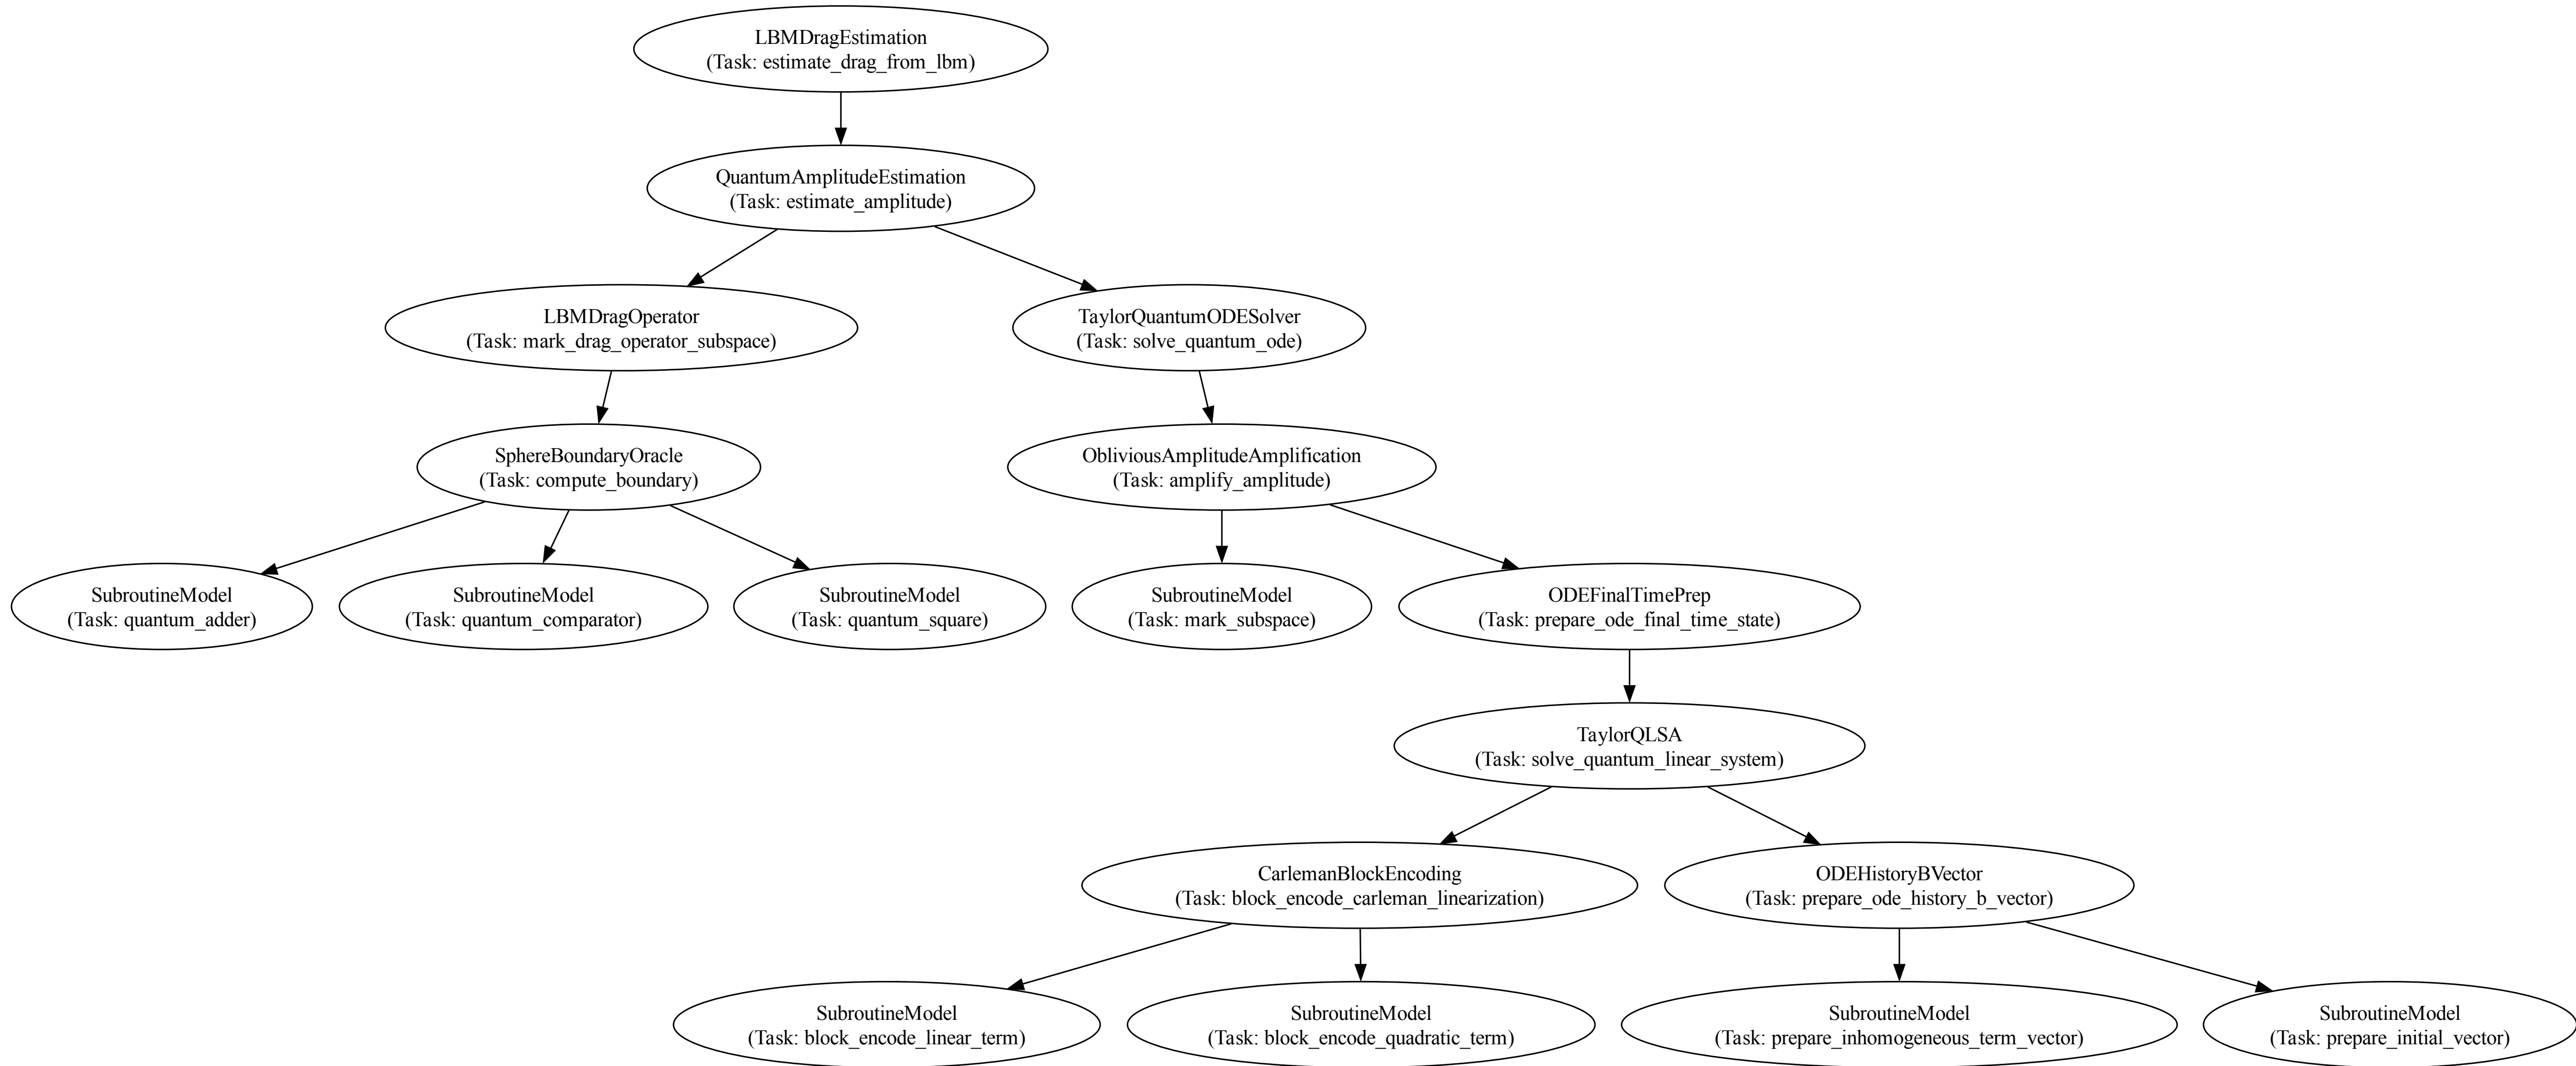 LBMDragEstimation
(Task: estimate_drag_from_lbm)
QuantumAmplitudeEstimation
(Task: estimate_amplitude)
LBMDragOperator
(Task: mark_drag_operator_subspace)
TaylorQuantumODESolver
(Task: solve_quantum_ode)
SphereBoundaryOracle
(Task: compute_boundary)
ObliviousAmplitudeAmplification
(Task: amplify_amplitude)
SubroutineModel
(Task: quantum_adder)
SubroutineModel
(Task: quantum_comparator)
SubroutineModel
(Task: quantum_square)
SubroutineModel
(Task: mark_subspace)
ODEFinalTimePrep
(Task: prepare_ode_final_time_state)
TaylorQLSA
(Task: solve_quantum_linear_system)
CarlemanBlockEncoding
(Task: block_encode_carleman_linearization)
ODEHistoryBVector
(Task: prepare_ode_history_b_vector)
SubroutineModel
(Task: block_encode_linear_term)
SubroutineModel
(Task: block_encode_quadratic_term)
SubroutineModel
(Task: prepare_inhomogeneous_term_vector)
SubroutineModel
(Task: prepare_initial_vector)